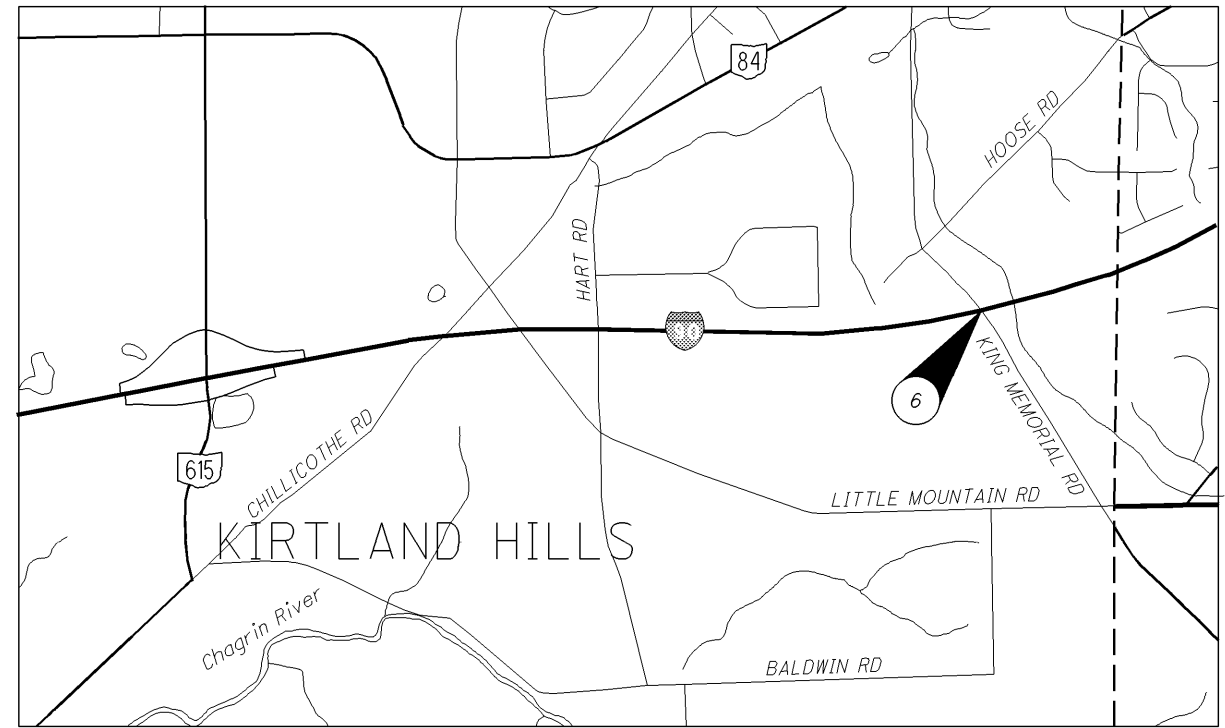 84
HOOSE RD
HART RD
90
6
KING MEMORIAL RD
CHILLICOTHE RD
615
LITTLE MOUNTAIN RD
KIRTLAND HILLS
Chagrin River
BALDWIN RD